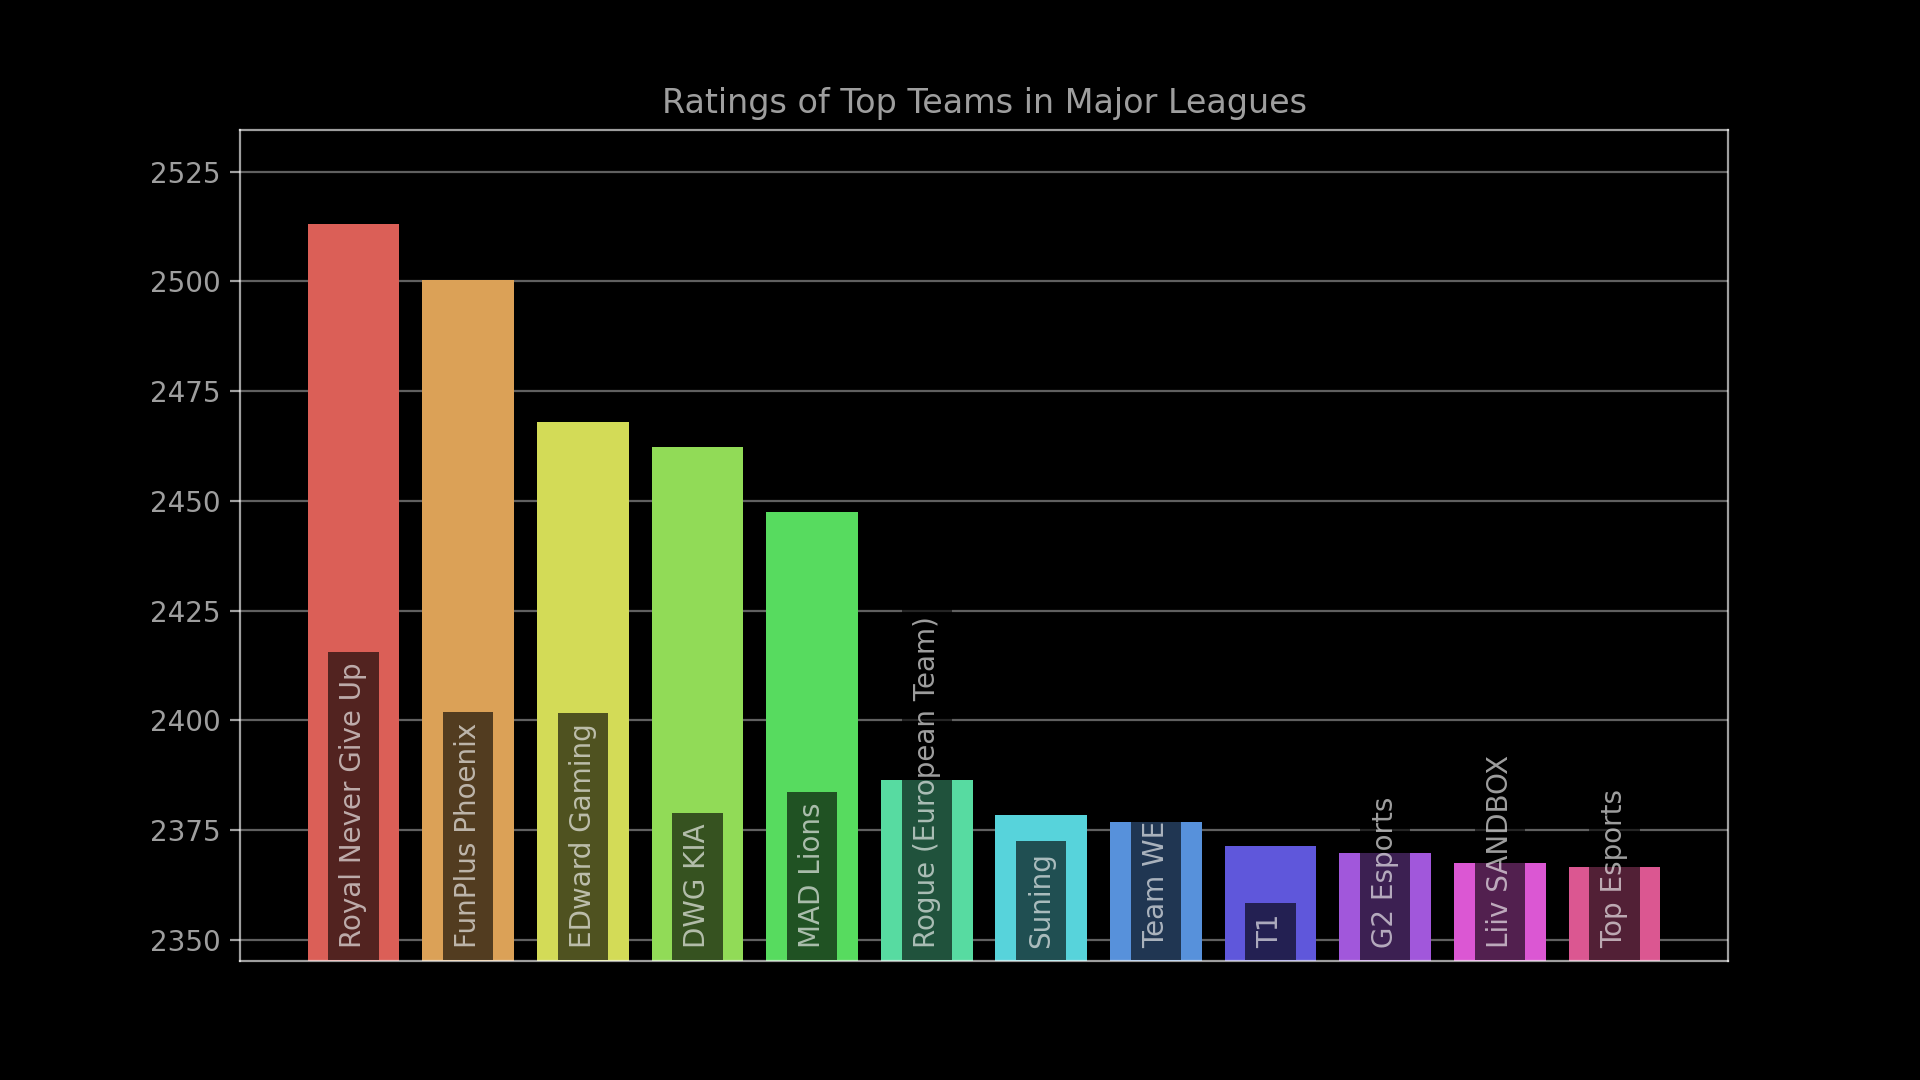 Ratings of Top Teams in Major Leagues
2525
2500
2475
2450
2425
2400
2375
2350
Royal Never Give Up
FunPlus Phoenix
EDward Gaming
DWG KIA
MAD Lions
Rogue (European Team)
Suning
Team WE
T1
G2 Esports
Liiv SANDBOX
Top Esports